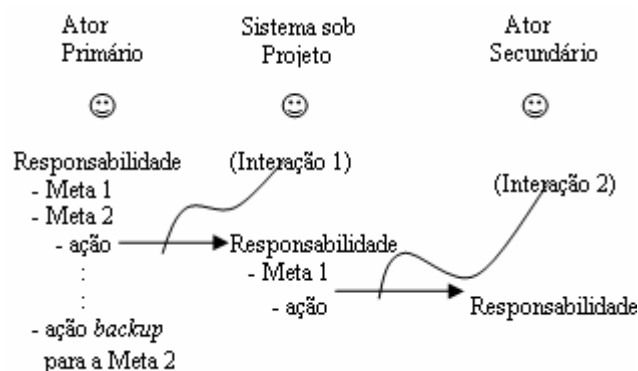 Ator
Primário
Sistema sob
Projeto
Ator
Secundário
Responsabilidade
- Meta 1
- Meta 2
- ação
:
:
- ação backup
para a Meta 2
(Interação 1)
Responsabilidade
- Meta 1
- ação
(Interação 2)
Responsabilidade